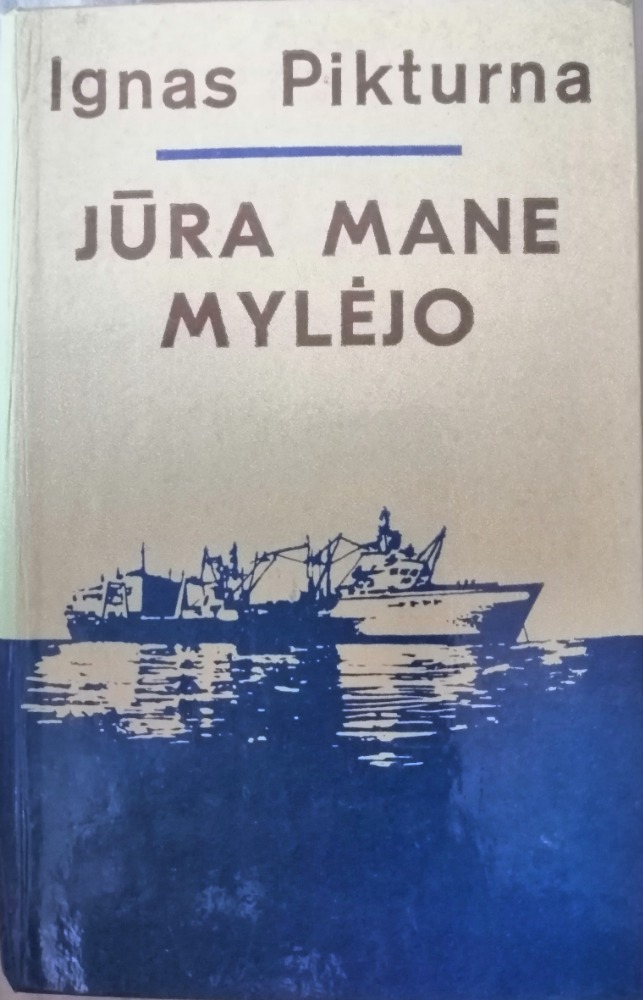 Ignas Pikturna
JŪRA MANE
MYLĖJO